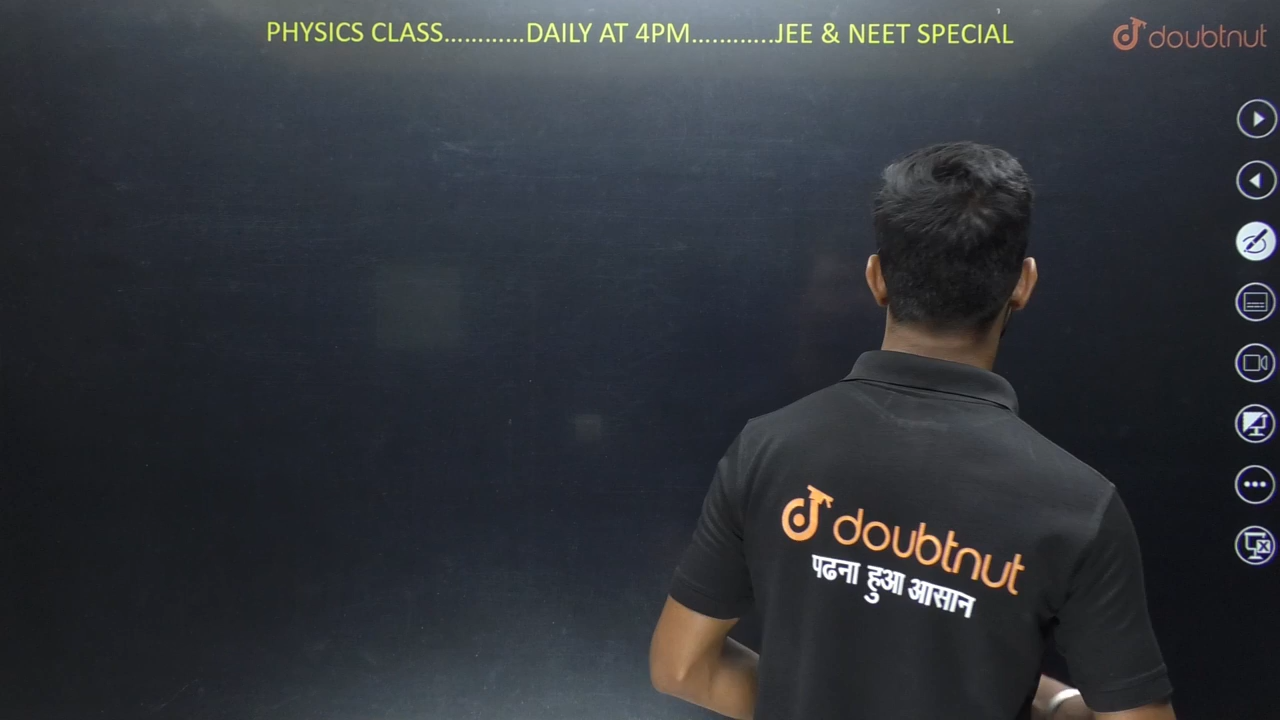 PHYSICS CLASS............DAILY AT 4PM............JEE & NEET SPECIAL
doubtnut
doubtnut
पढना हुआ आसान